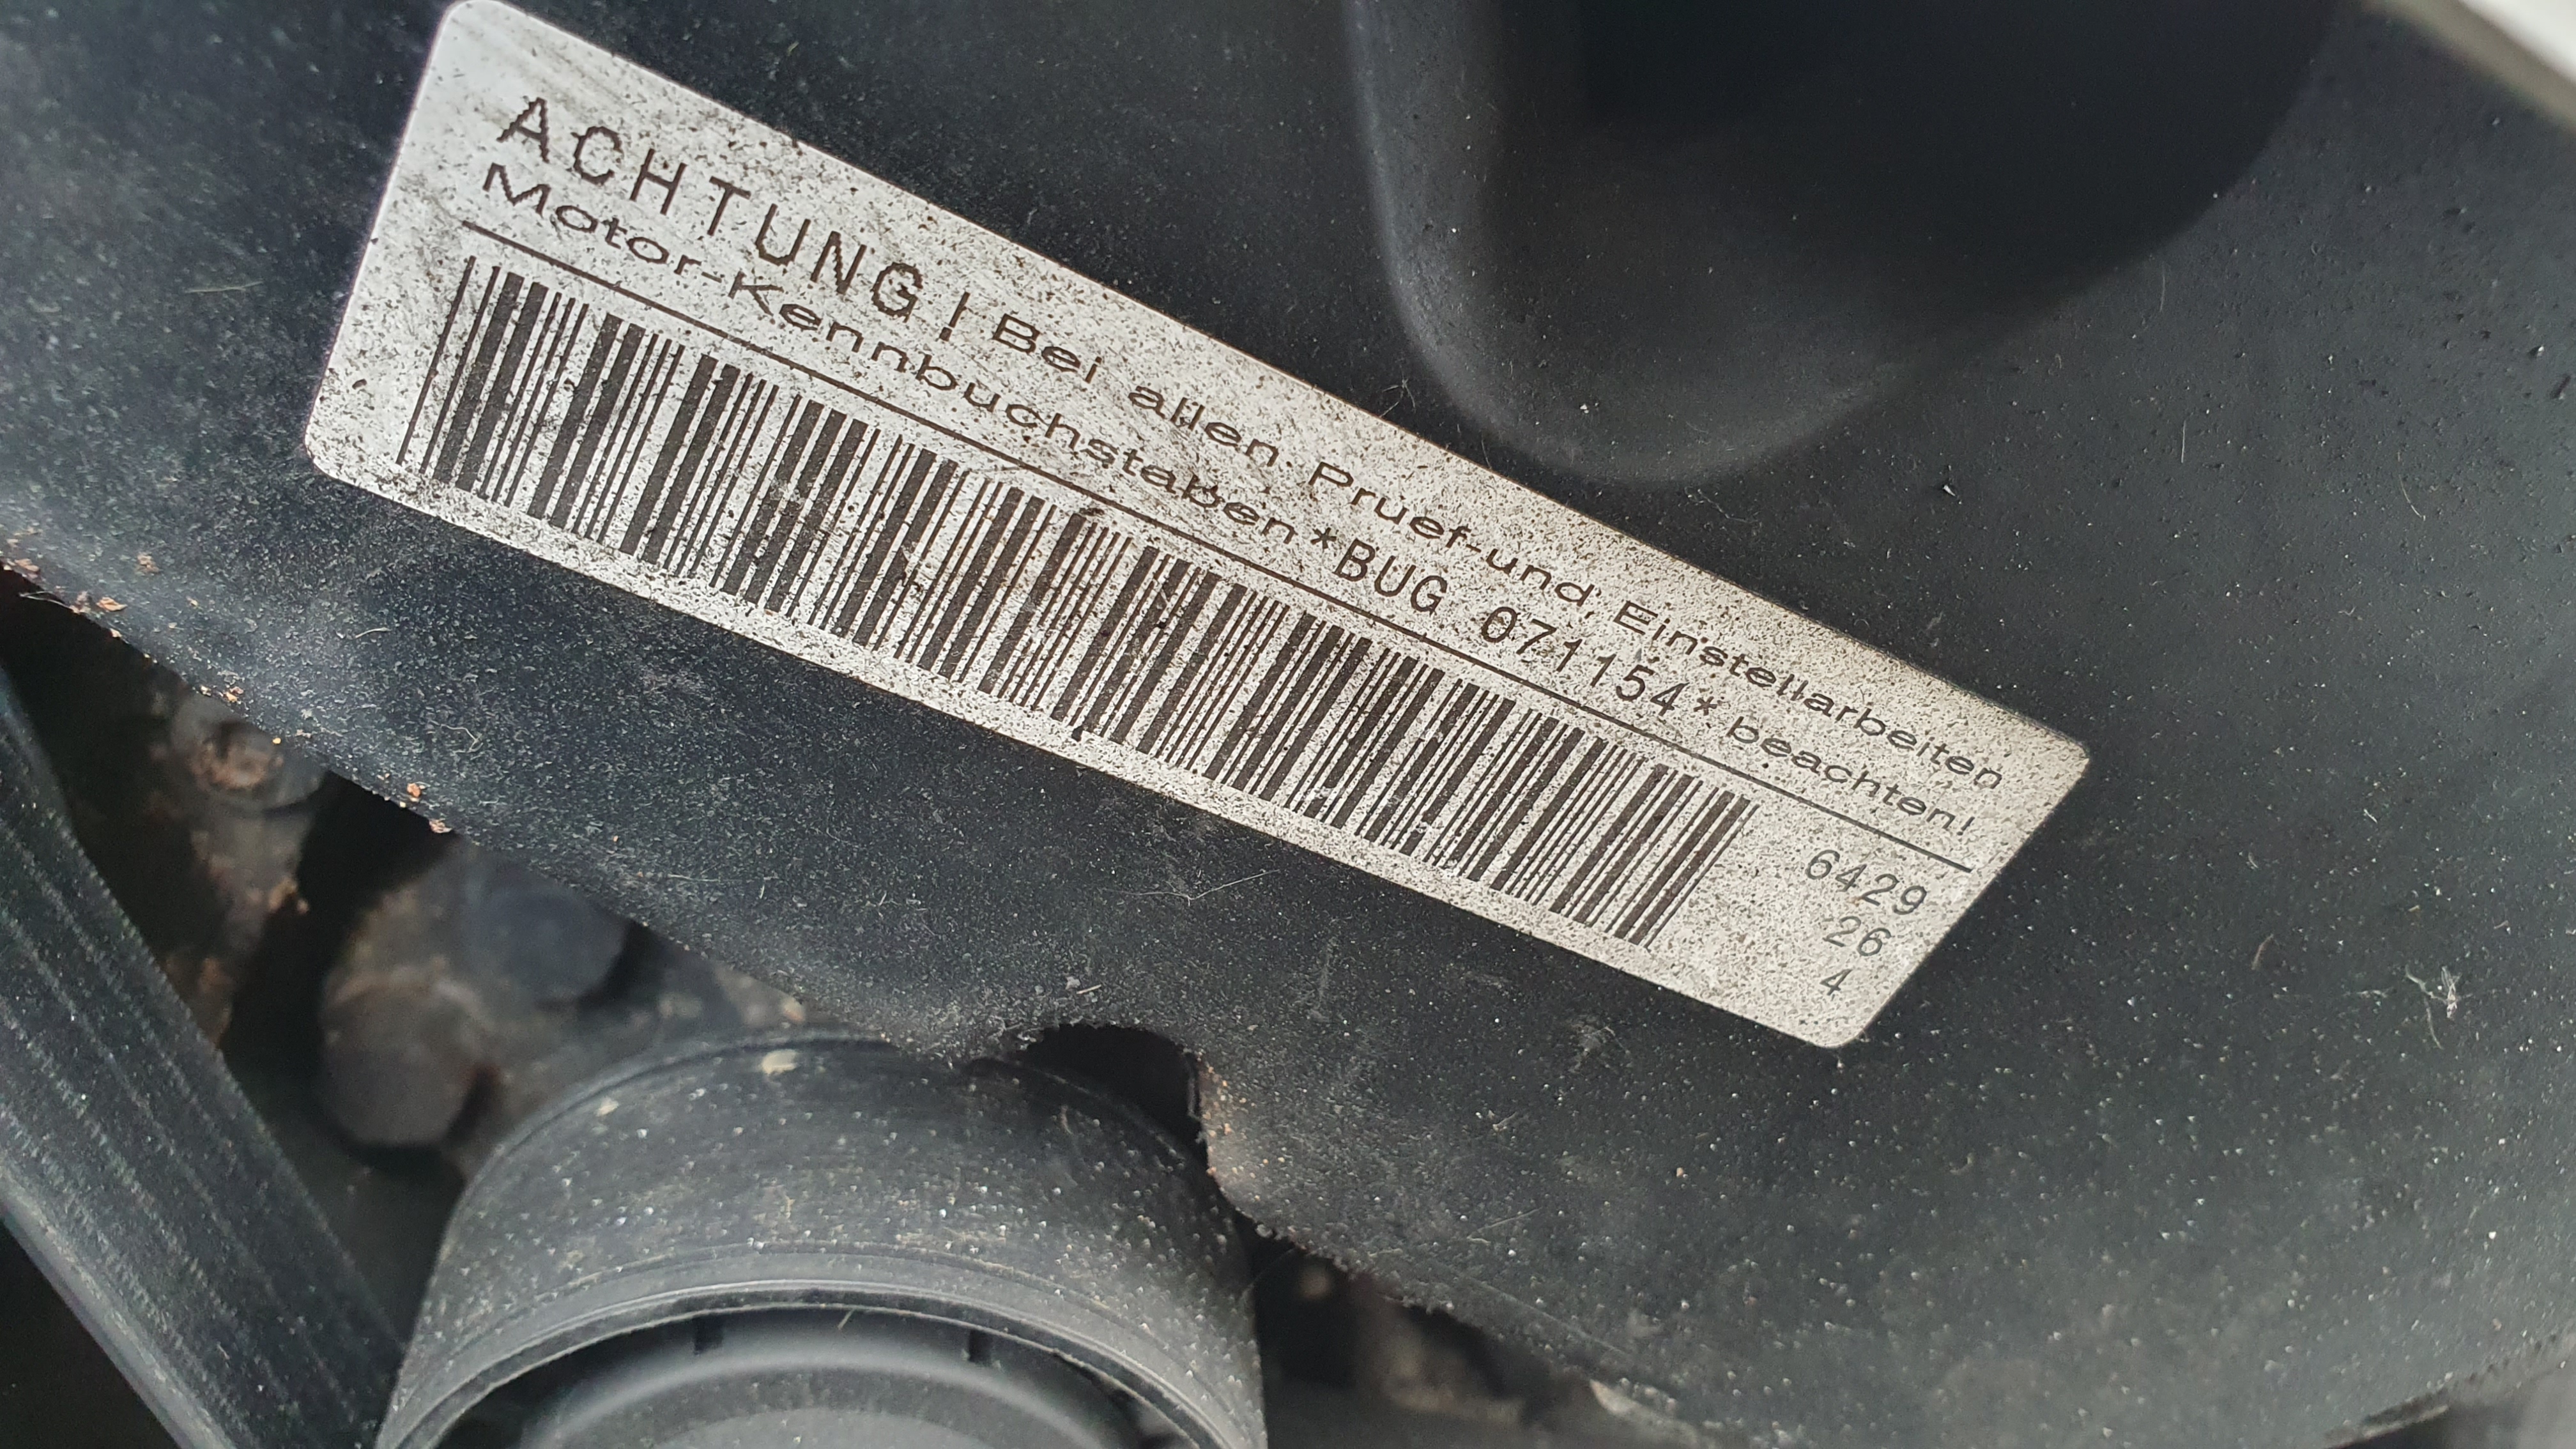 ACHTUNG! Bei allen Pruef-und Einstellarbeiten
Motor-Kennbuchstaben *BUG 071154* beachten!
6429
26
4